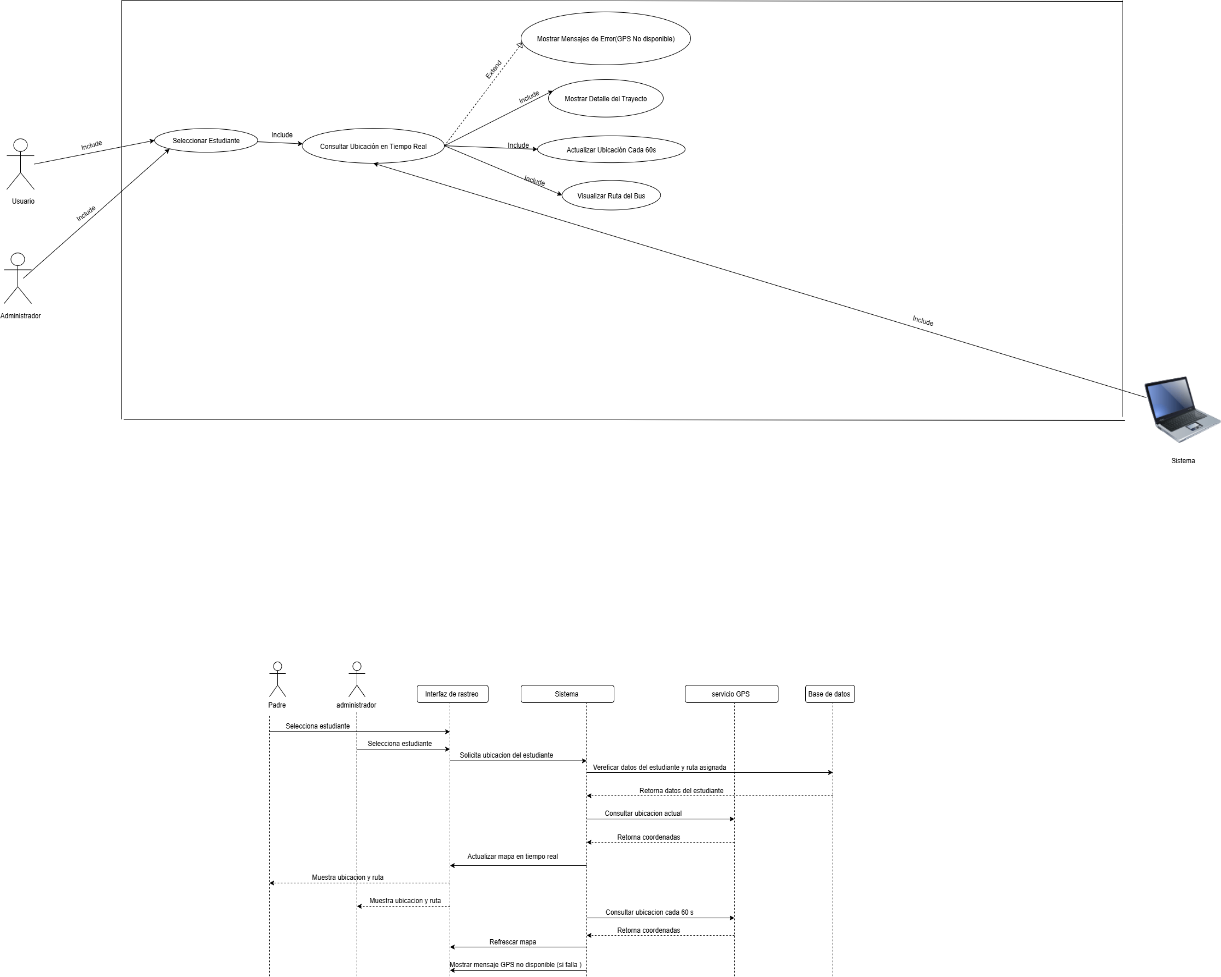 Mostrar Mensajes de Error(GPS No disponible)
Extend
Include
Mostrar Detalle del Trayecto
Include
Seleccionar Estudiante
Include
Consultar Ubicación en Tiempo Real
Include
Actualizar Ubicación Cada 60s
Include
Visualizar Ruta del Bus
Usuario
Include
Administrador
Include
Sistema
Padre
administrador
Interfaz de rastreo
Sistema
servicio GPS
Base de datos
Selecciona estudiante
Selecciona estudiante
Solicita ubicacion del estudiante
Vereficar datos del estudiante y ruta asignada
Retorna datos del estudiante
Consultar ubicacion actual
Retorna coordenadas
Actualizar mapa en tiempo real
Muestra ubicacion y ruta
Muestra ubicacion y ruta
Consultar ubicacion cada 60 s
Retorna coordenadas
Refrescar mapa
Mostrar mensaje GPS no disponible (si falla )